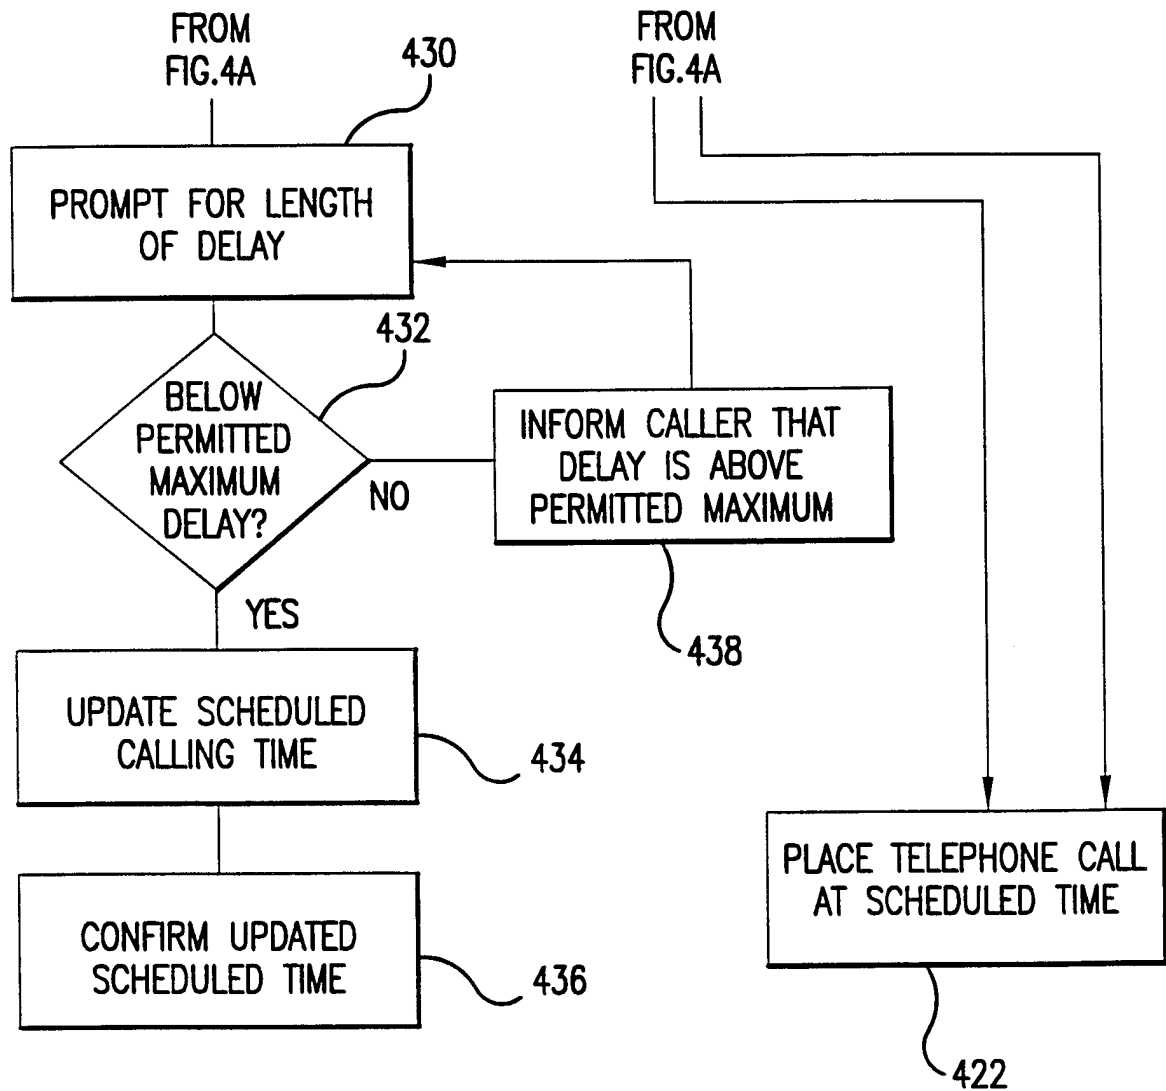 FROM
FIG.4A
430
PROMPT FOR LENGTH
OF DELAY
432
BELOW
PERMITTED
MAXIMUM
DELAY?
NO
YES
INFORM CALLER THAT
DELAY IS ABOVE
PERMITTED MAXIMUM
438
UPDATE SCHEDULED
CALLING TIME
434
CONFIRM UPDATED
SCHEDULED TIME
436
FROM
FIG.4A
PLACE TELEPHONE CALL
AT SCHEDULED TIME
422